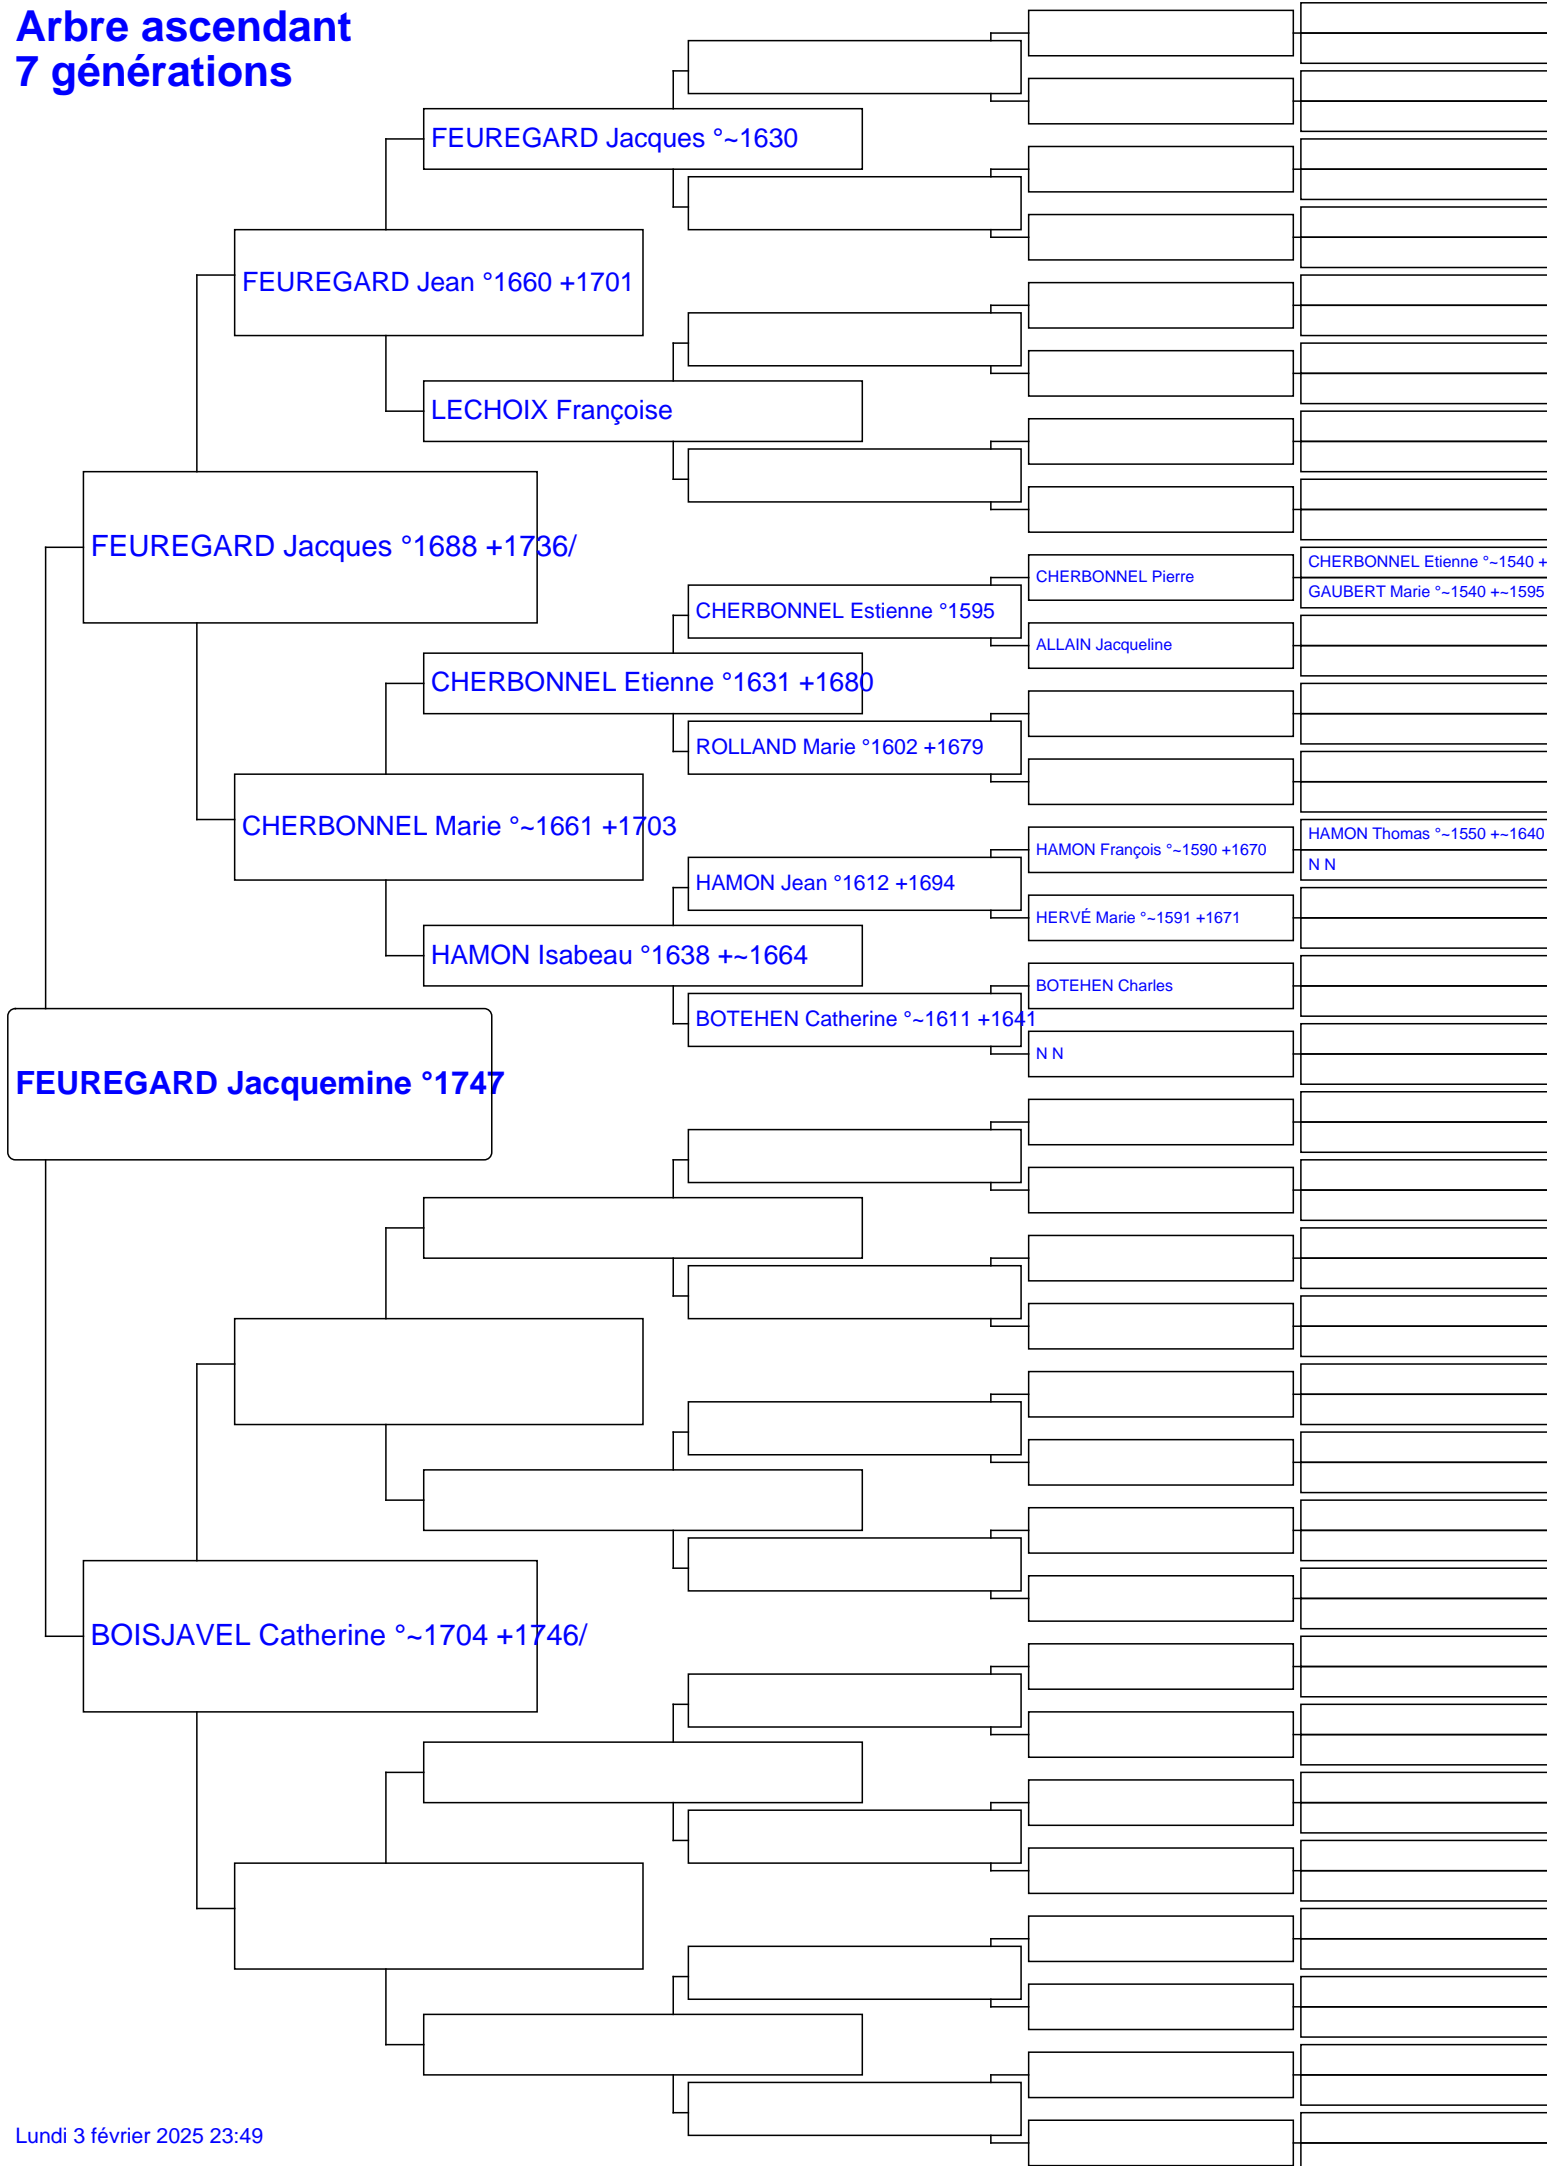 Arbre ascendant
7 générations
FEUREGARD Jacques °~1630
FEUREGARD Jean °1660 +1701
LECHOIX Françoise
FEUREGARD Jacques °1688 +1736/
CHERBONNEL Etienne °~1540 +
CHERBONNEL Pierre
GAUBERT Marie °~1540 +~1595
CHERBONNEL Estienne °1595
ALLAIN Jacqueline
CHERBONNEL Etienne °1631 +1680
ROLLAND Marie °1602 +1679
CHERBONNEL Marie °~1661 +1703
HAMON Thomas °~1550 +~1640
HAMON François °~1590 +1670
N N
HAMON Jean °1612 +1694
HERVÉ Marie °~1591 +1671
HAMON Isabeau °1638 +~1664
BOTEHEN Charles
BOTEHEN Catherine °~1611 +1641
N N
FEUREGARD Jacquemine °1747
BOISJAVEL Catherine °~1704 +1746/
Lundi 3 février 2025 23:49